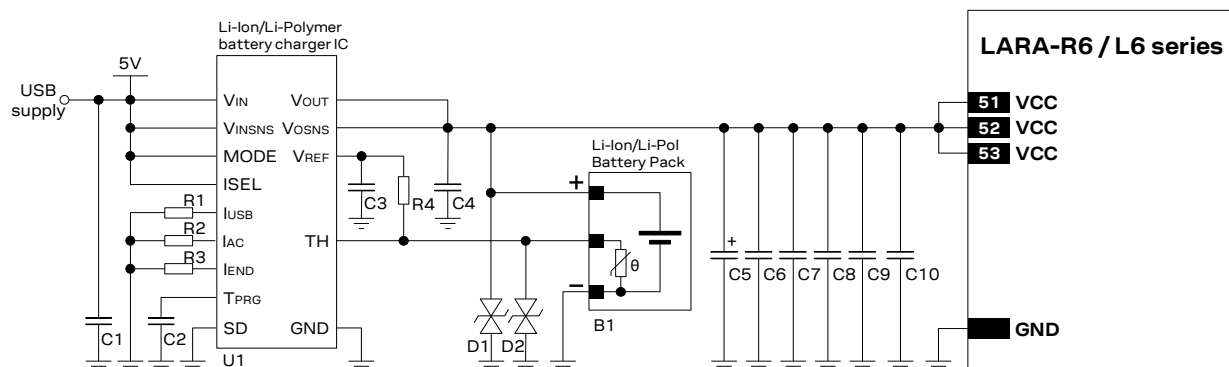 Li-Ion/Li-Polymer
battery charger IC
LARA-R6 / L6 series
5V
USB
supply
VIN
VOUT
51 VCC
VINSNS
VOSNS
52 VCC
MODE
VREF
Li-Ion/Li-Pol
Battery Pack
53 VCC
ISEL
+
R1
IUSB
C3
R4
C4
R2
IAC
TH
R3
IEND
θ
+
C5
C6
C7
C8
C9
C10
TPRG
–
C1
C2
SD
GND
B1
GND
U1
D1
D2